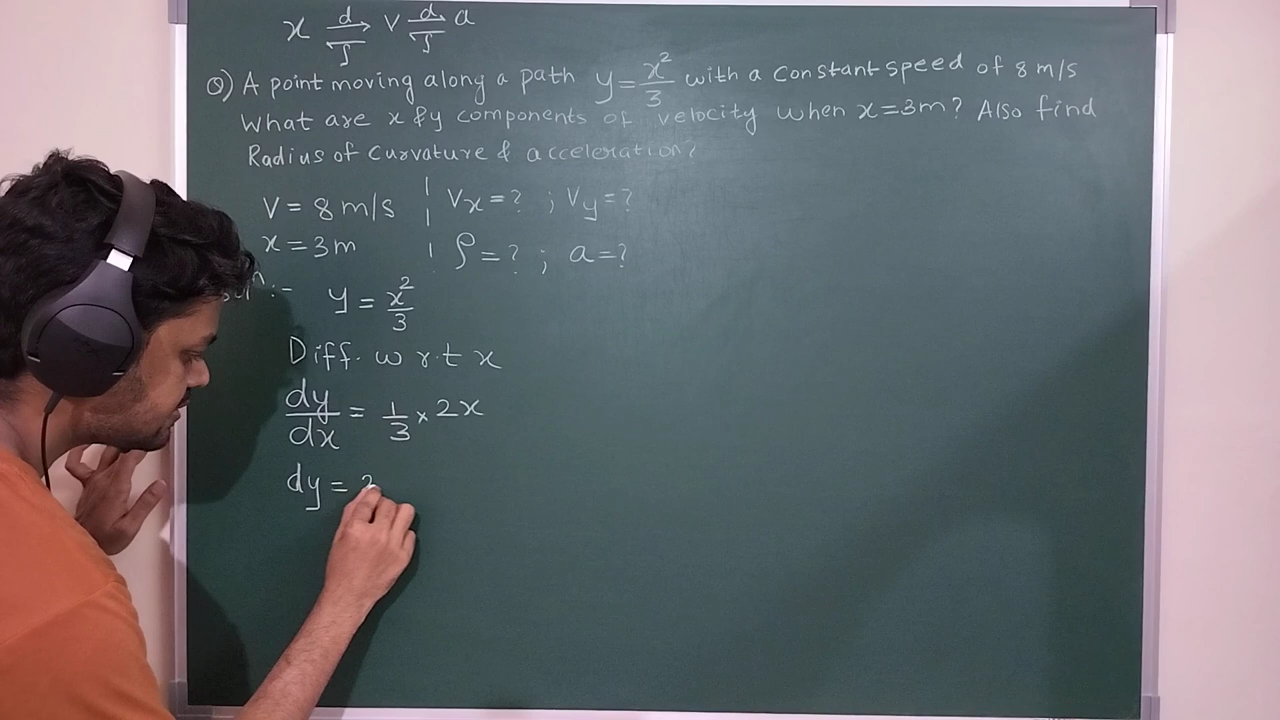 x d/∫ v d/∫ a
Q) A point moving along a path y = x²/3 with a constant speed of 8 m/s
What are x & y components of velocity when x = 3m? Also find
Radius of Curvature & acceleration?
V = 8 m/s | Vx = ? ; Vy = ?
x = 3m | ρ = ? ; a = ?
y = x²/3
Diff. w r.t x
dy/dx = 1/3 × 2x
dy = 2